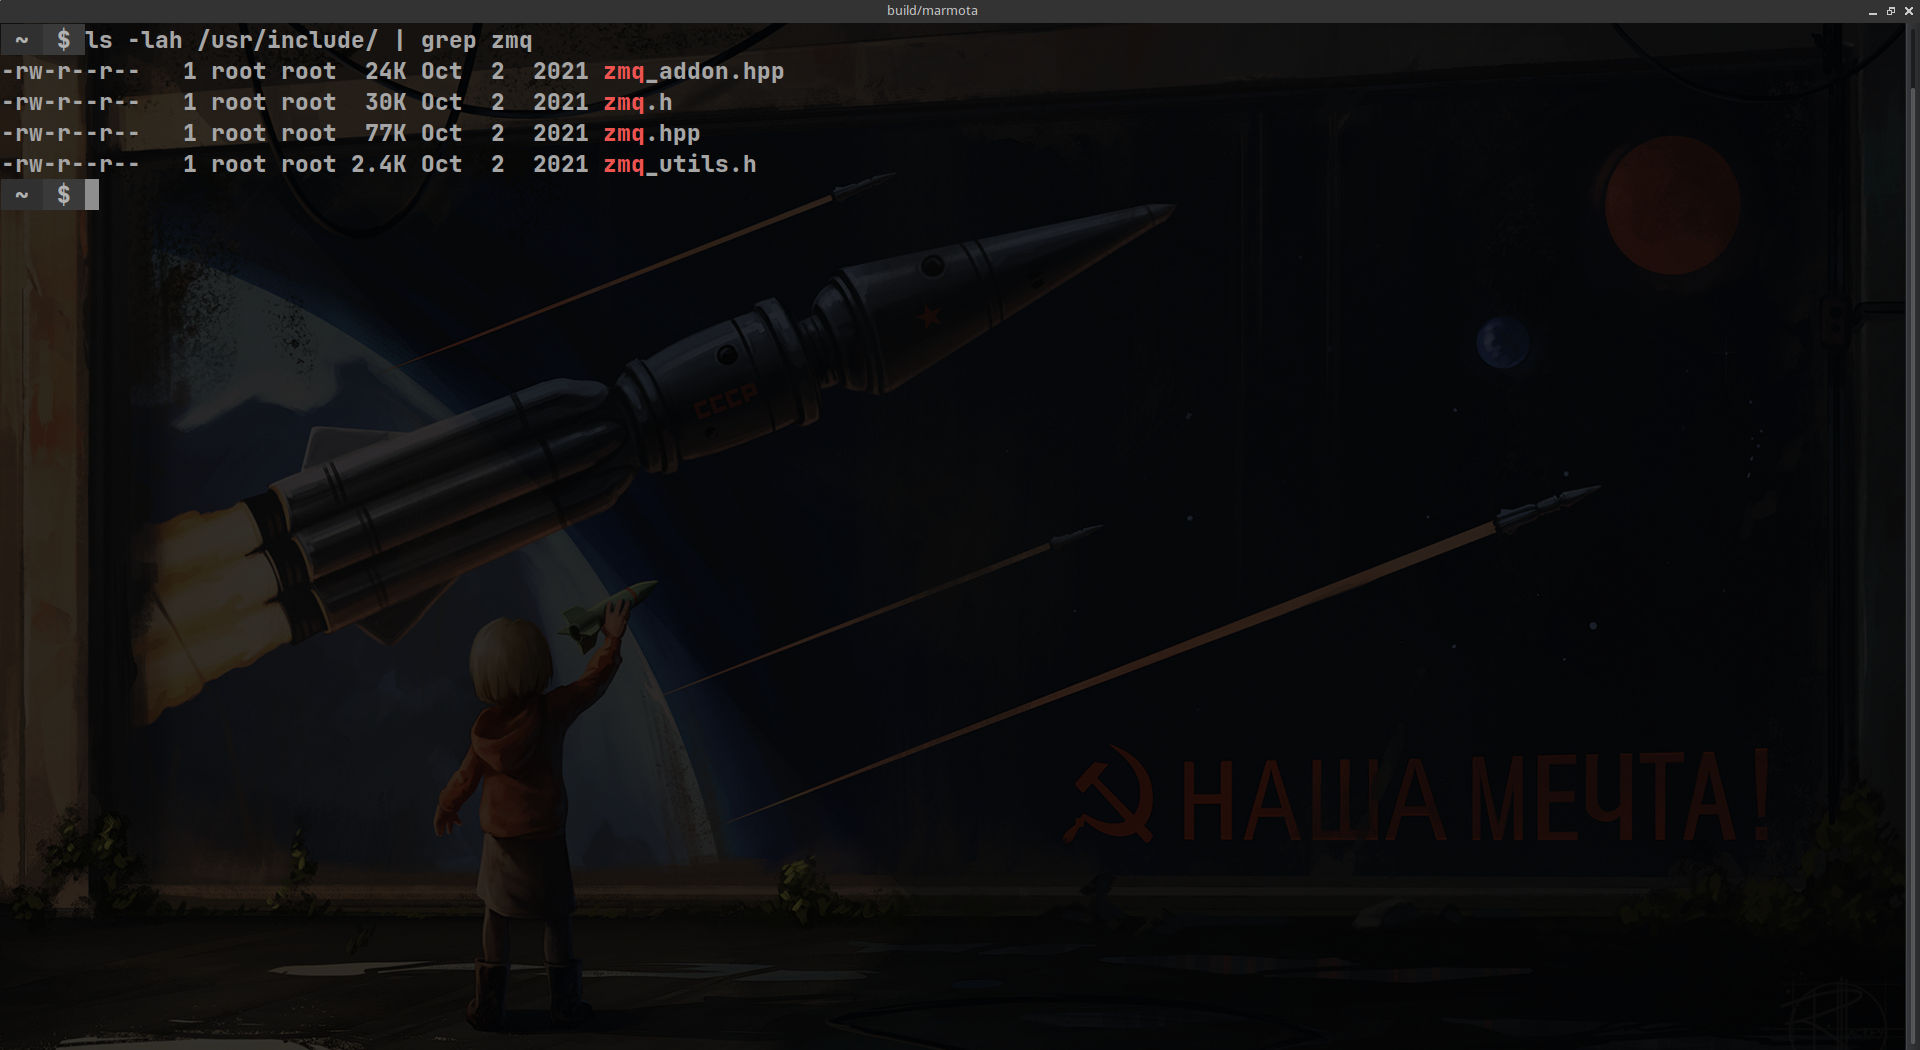 build/marmota
~ $ ls -lah /usr/include/ | grep zmq
-rw-r--r-- 1 root root 24K Oct 2 2021 zmq_addon.hpp
-rw-r--r-- 1 root root 30K Oct 2 2021 zmq.h
-rw-r--r-- 1 root root 77K Oct 2 2021 zmq.hpp
-rw-r--r-- 1 root root 2.4K Oct 2 2021 zmq_utils.h
~ $
СССР
НАША МЕЧТА!